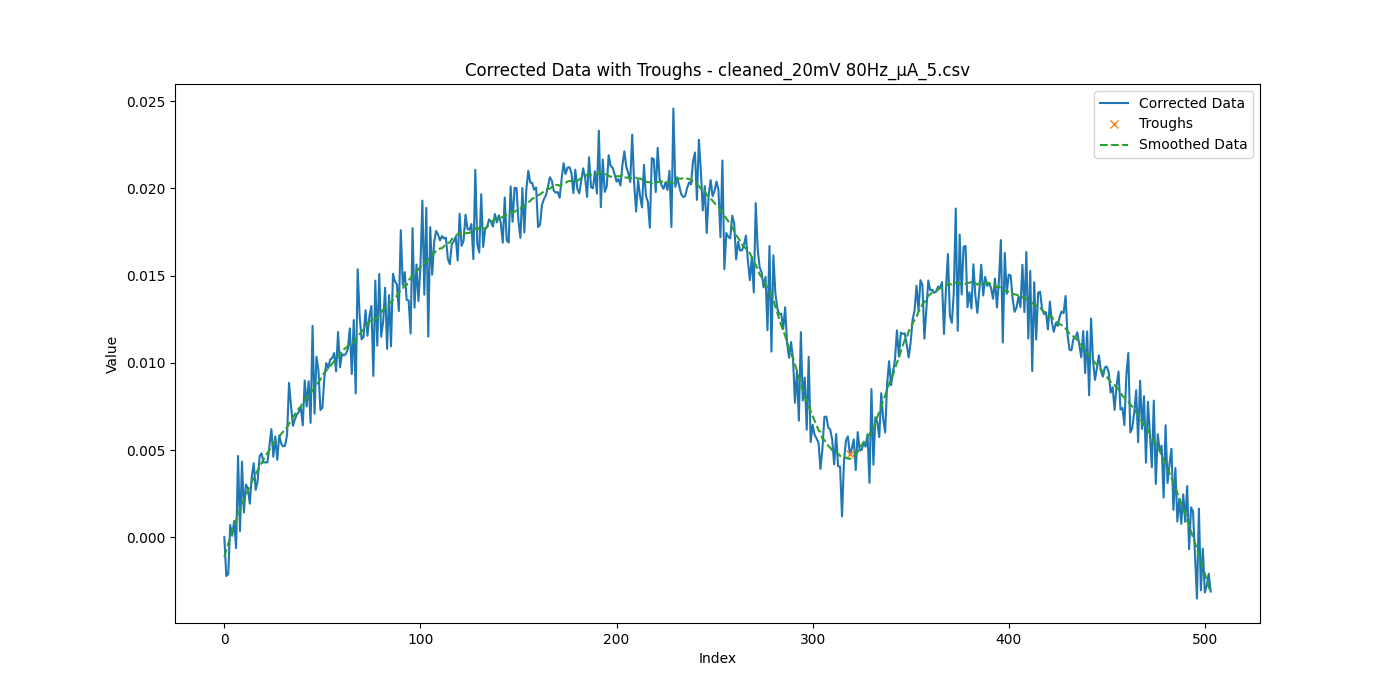 Corrected Data with Troughs - cleaned_20mV 80Hz_µA_5.csv
Corrected Data
Troughs
Smoothed Data
0.025
0.020
0.015
0.010
0.005
0.000
Value
0
100
200
300
400
500
Index